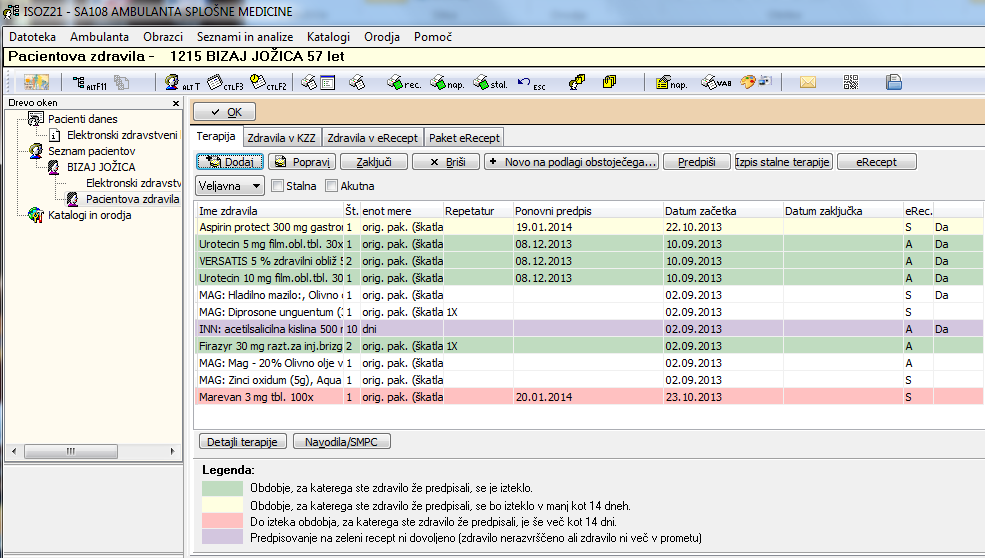 ISOZ21 - SA108 AMBULANTA SPLOŠNE MEDICINE
Datoteka Ambulanta Obrazci Seznami in analize Katalogi Orodja Pomoč
Pacientova zdravila - 1215 BIZAJ JOŽICA 57 let
ALTF11 ALT T CTLF3 CTLF2 rec. nap. stal. ESC nap. VAB
Drevo oken x
Pacienti danes
Elektronski zdravstveni
Seznam pacientov
BIZAJ JOŽICA
Elektronski zdravstv
Pacientova zdravila
Katalogi in orodja
OK
Terapija Zdravila v KZZ Zdravila v eRecept Paket eRecept
Dodaj Popravi Zaključi Briši Novo na podlagi obstoječega... Predpiši Izpis stalne terapije eRecept
Veljavna Stalna Akutna
Ime zdravila Št. enot mere Repetatur Ponovni predpis Datum začetka Datum zaključka eRec.
Aspirin protect 300 mg gastror 1 orig. pak. (škatla 19.01.2014 22.10.2013 S Da
Urotecin 5 mg film.obl.tbl. 30x 1 orig. pak. (škatla 08.12.2013 10.09.2013 A Da
VERSATIS 5 % zdravilni obliž 5 2 orig. pak. (škatla 08.12.2013 10.09.2013 A Da
Urotecin 10 mg film.obl.tbl. 30 1 orig. pak. (škatla 08.12.2013 10.09.2013 A Da
MAG: Hladilno mazilo:, Olivno 1 orig. pak. (škatla 02.09.2013 S Da
MAG: Diprosone unguentum (3 1 orig. pak. (škatla 1X 02.09.2013 S
INN: acetilsalicilna kislina 500 10 dni 02.09.2013 A Da
Firazyr 30 mg razt.za inj.brizg 2 orig. pak. (škatla 1X 02.09.2013 A
MAG: Mag - 20% Olivno olje v 1 orig. pak. (škatla 02.09.2013 A
MAG: Zinci oxidum (5g), Aqua 1 orig. pak. (škatla 02.09.2013 S
Marevan 3 mg tbl. 100x 1 orig. pak. (škatla 20.01.2014 23.10.2013 S
Detajli terapije Navodila/SMPC
Legenda:
Obdobje, za katerega ste zdravilo že predpisali, se je izteklo.
Obdobje, za katerega ste zdravilo že predpisali, se bo izteklo v manj kot 14 dneh.
Do izteka obdobja, za katerega ste zdravilo že predpisali, je še več kot 14 dni.
Predpisovanje na zeleni recept ni dovoljeno (zdravilo nerazvrščeno ali zdravilo ni več v prometu)